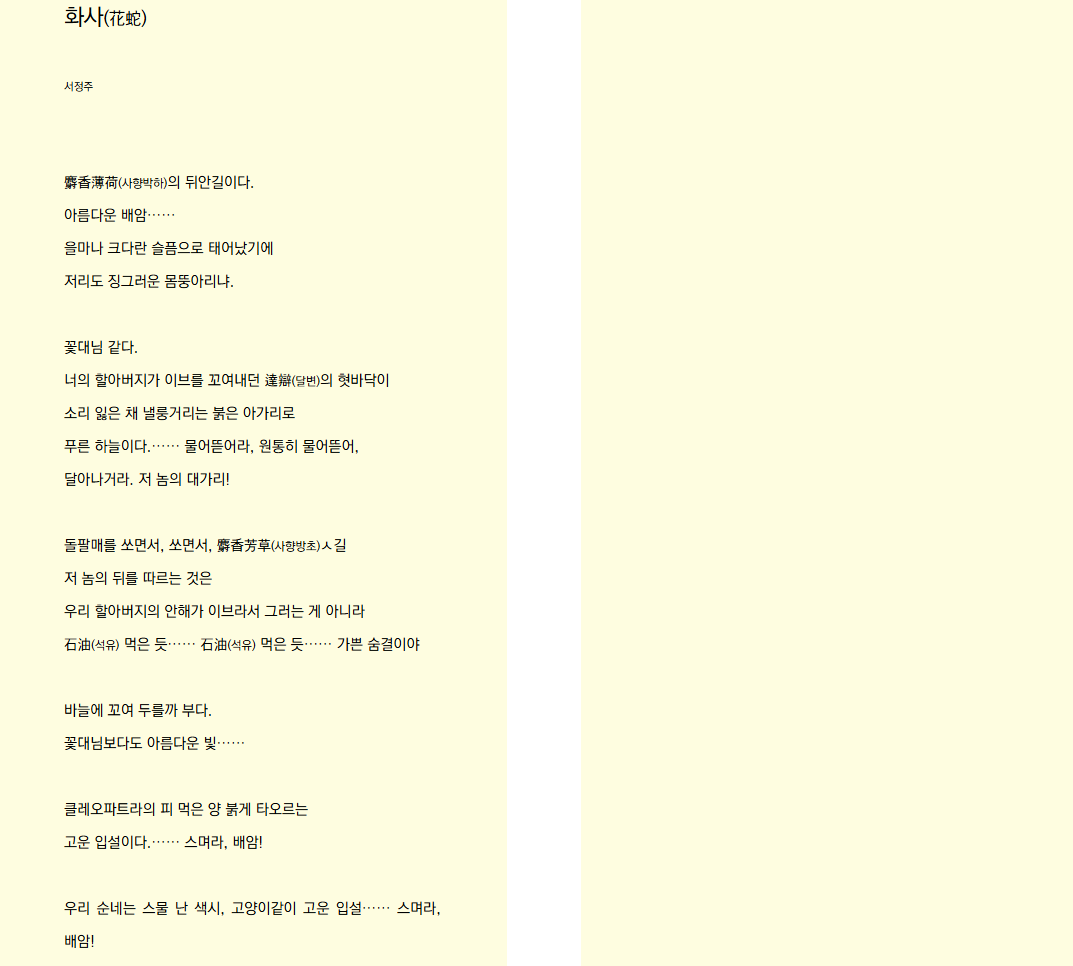 화사(花蛇)
서정주
麝香薄荷(사향박하)의 뒤안길이다.
아름다운 배암……
을마나 크다란 슬픔으로 태어났기에
저리도 징그러운 몸뚱아리냐.
꽃대님 같다.
너의 할아버지가 이브를 꼬여내던 達辯(달변)의 혓바닥이
소리 잃은 채 낼룽거리는 붉은 아가리로
푸른 하늘이다.…… 물어뜯어라, 원통히 물어뜯어,
달아나거라. 저 놈의 대가리!
돌팔매를 쏘면서, 쏘면서, 麝香芳草(사향방초)ㅅ길
저 놈의 뒤를 따르는 것은
우리 할아버지의 안해가 이브라서 그러는 게 아니라
石油(석유) 먹은 듯…… 石油(석유) 먹은 듯…… 가쁜 숨결이야
바늘에 꼬여 두를까 부다.
꽃대님보다도 아름다운 빛……
클레오파트라의 피 먹은 양 붉게 타오르는
고운 입설이다.…… 스며라, 배암!
우리 순네는 스물 난 색시, 고양이같이 고운 입설…… 스며라,
배암!